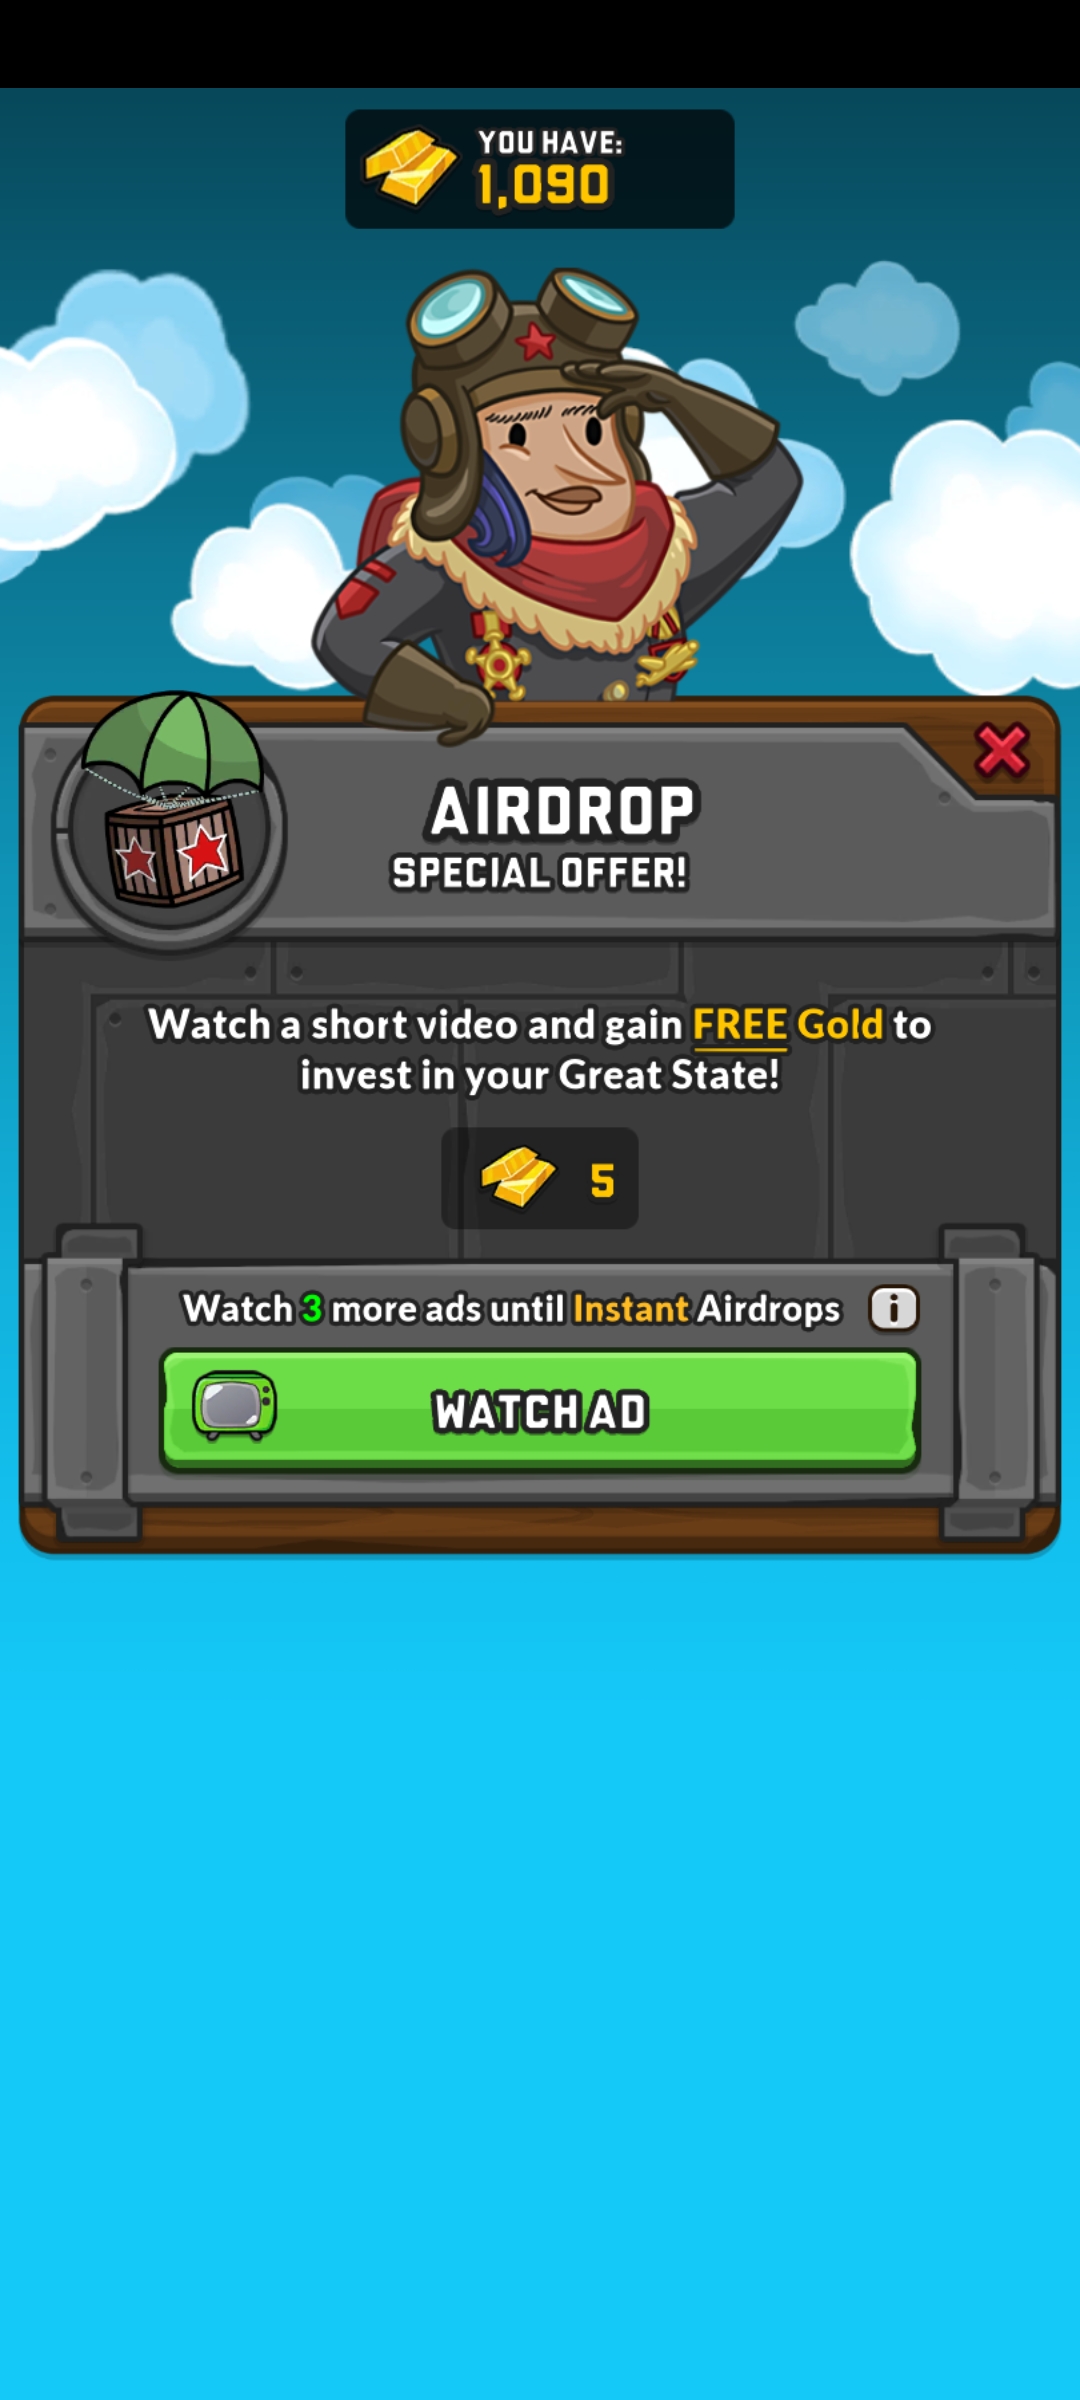 YOU HAVE:
1,090
AIRDROP
SPECIAL OFFER!
Watch a short video and gain FREE Gold to
invest in your Great State!
5
Watch 3 more ads until Instant Airdrops
i
WATCH AD